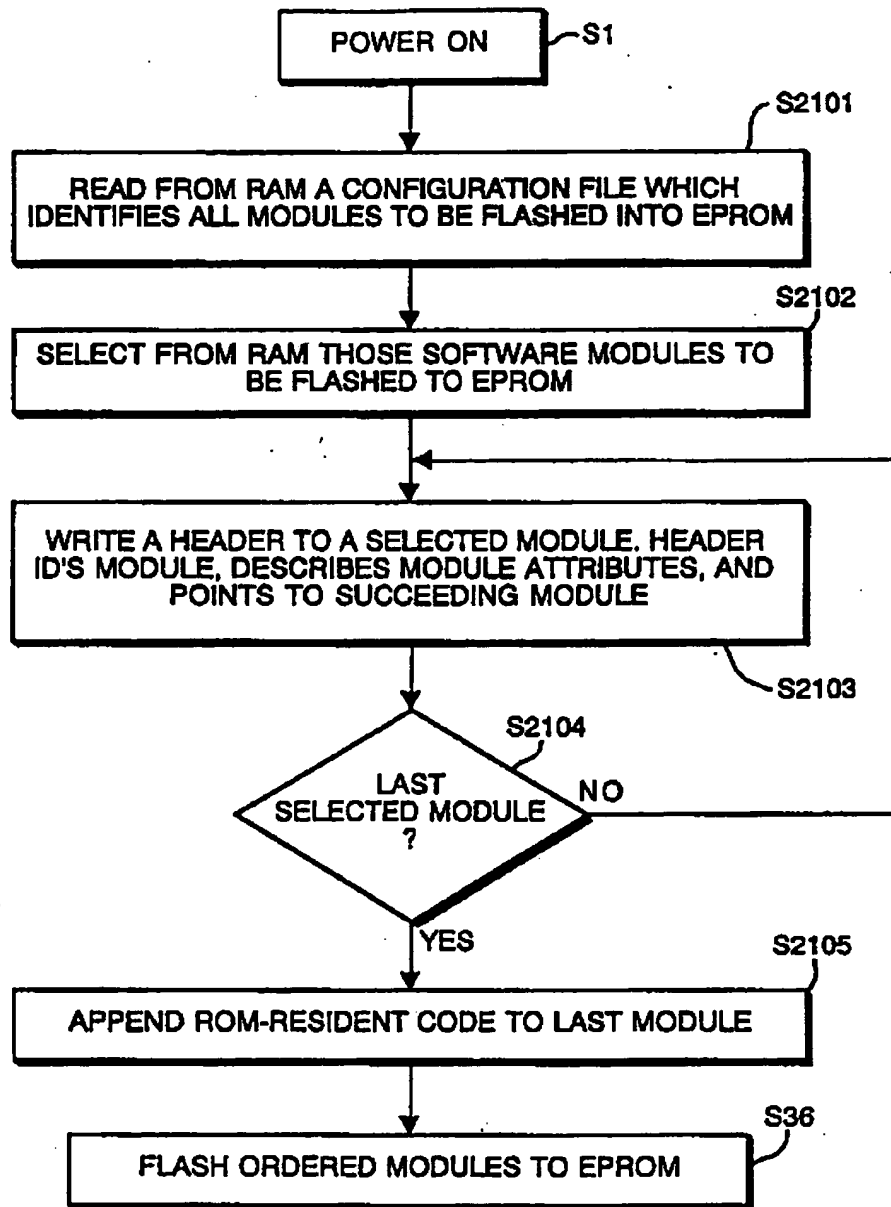 POWER ON
S1
S2101
READ FROM RAM A CONFIGURATION FILE WHICH
IDENTIFIES ALL MODULES TO BE FLASHED INTO EPROM
S2102
SELECT FROM RAM THOSE SOFTWARE MODULES TO
BE FLASHED TO EPROM
WRITE A HEADER TO A SELECTED MODULE. HEADER
ID'S MODULE, DESCRIBES MODULE ATTRIBUTES, AND
POINTS TO SUCCEEDING MODULE
S2103
S2104
LAST
SELECTED MODULE
?
NO
YES
S2105
APPEND ROM-RESIDENT CODE TO LAST MODULE
S36
FLASH ORDERED MODULES TO EPROM